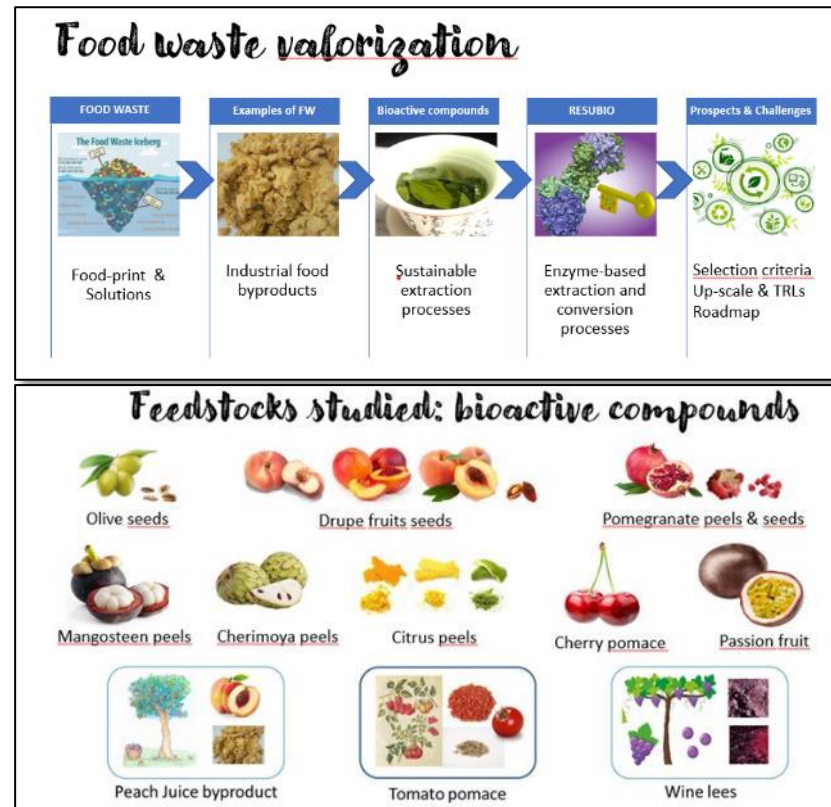 Food waste valorization
FOOD WASTE
Examples of FW
Bioactive compounds
RESUBIO
Prospects & Challenges
The Food Waste Iceberg
Food-print &
Solutions
Industrial food
byproducts
Sustainable
extraction
processes
Enzyme-based
extraction and
conversion
processes
Selection criteria
Up-scale & TRLs
Roadmap
Feedstocks studied: bioactive compounds
Olive seeds
Drupe fruits seeds
Pomegranate peels & seeds
Mangosteen peels
Cherimoya peels
Citrus peels
Cherry pomace
Passion fruit
Peach Juice byproduct
Tomato pomace
Wine lees